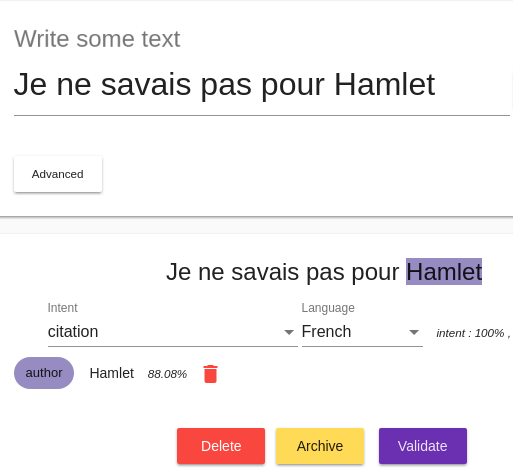 Write some text
Je ne savais pas pour Hamlet
Advanced
Je ne savais pas pour Hamlet
Intent
Language
citation
French
intent : 100% ,
author
Hamlet
88.08%
Delete
Archive
Validate